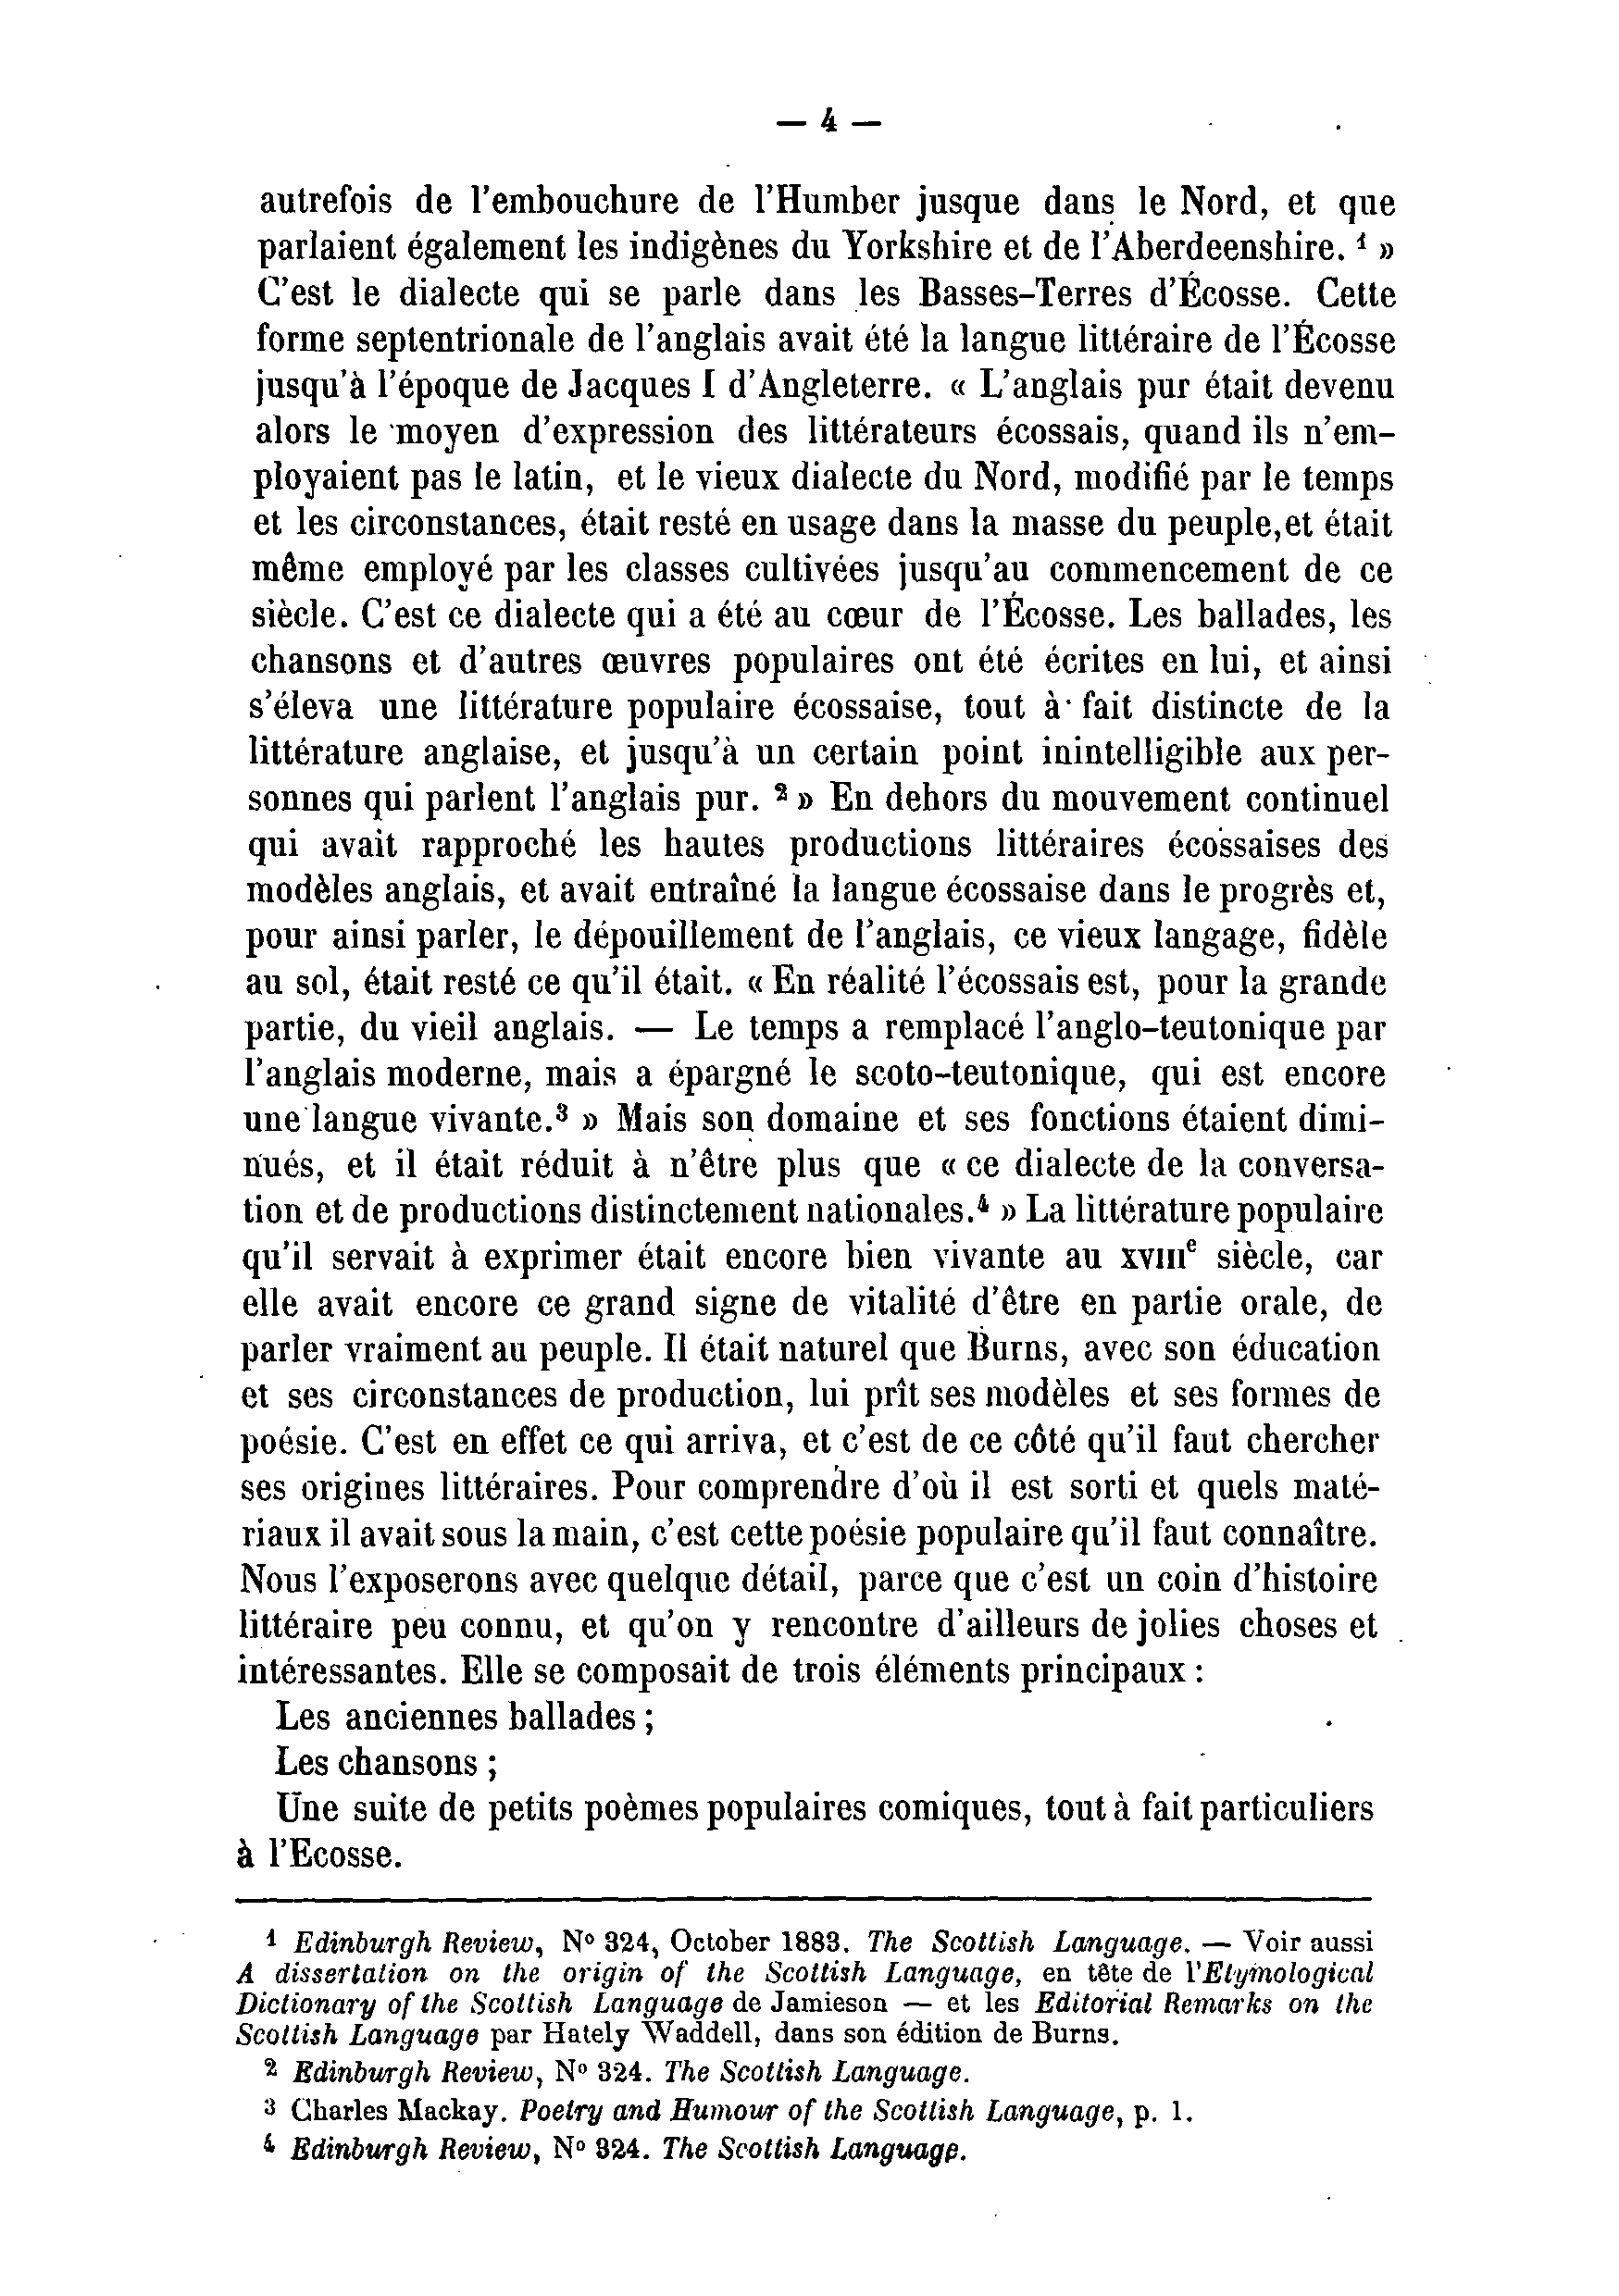 — 4 —
autrefois de l'embouchure de l'Humber jusque dans le Nord, et que
parlaient également les indigènes du Yorkshire et de l'Aberdeenshire. ¹ »
C'est le dialecte qui se parle dans les Basses-Terres d'Écosse. Cette
forme septentrionale de l'anglais avait été la langue littéraire de l'Écosse
jusqu'à l'époque de Jacques I d'Angleterre. « L'anglais pur était devenu
alors le moyen d'expression des littérateurs écossais, quand ils n'em-
ployaient pas le latin, et le vieux dialecte du Nord, modifié par le temps
et les circonstances, était resté en usage dans la masse du peuple, et était
même employé par les classes cultivées jusqu'au commencement de ce
siècle. C'est ce dialecte qui a été au cœur de l'Écosse. Les ballades, les
chansons et d'autres œuvres populaires ont été écrites en lui, et ainsi
s'éleva une littérature populaire écossaise, tout à fait distincte de la
littérature anglaise, et jusqu'à un certain point inintelligible aux per-
sonnes qui parlent l'anglais pur. ² » En dehors du mouvement continuel
qui avait rapproché les hautes productions littéraires écossaises des
modèles anglais, et avait entraîné la langue écossaise dans le progrès et,
pour ainsi parler, le dépouillement de l'anglais, ce vieux langage, fidèle
au sol, était resté ce qu'il était. « En réalité l'écossais est, pour la grande
partie, du vieil anglais. — Le temps a remplacé l'anglo-teutonique par
l'anglais moderne, mais a épargné le scoto-teutonique, qui est encore
une langue vivante.³ » Mais son domaine et ses fonctions étaient dimi-
nués, et il était réduit à n'être plus que « ce dialecte de la conversa-
tion et de productions distinctement nationales.⁴ » La littérature populaire
qu'il servait à exprimer était encore bien vivante au XVIIIᵉ siècle, car
elle avait encore ce grand signe de vitalité d'être en partie orale, de
parler vraiment au peuple. Il était naturel que Burns, avec son éducation
et ses circonstances de production, lui prît ses modèles et ses formes de
poésie. C'est en effet ce qui arriva, et c'est de ce côté qu'il faut chercher
ses origines littéraires. Pour comprendre d'où il est sorti et quels maté-
riaux il avait sous la main, c'est cette poésie populaire qu'il faut connaître.
Nous l'exposerons avec quelque détail, parce que c'est un coin d'histoire
littéraire peu connu, et qu'on y rencontre d'ailleurs de jolies choses et
intéressantes. Elle se composait de trois éléments principaux :
Les anciennes ballades ;
Les chansons ;
Une suite de petits poèmes populaires comiques, tout à fait particuliers
à l'Ecosse.
¹ Edinburgh Review, Nº 324, October 1883. The Scottish Language. — Voir aussi
A dissertation on the origin of the Scottish Language, en tête de l'Etymological
Dictionary of the Scottish Language de Jamieson — et les Editorial Remarks on the
Scottish Language par Hately Waddell, dans son édition de Burns.
² Edinburgh Review, Nº 324. The Scottish Language.
³ Charles Mackay. Poetry and Humour of the Scottish Language, p. 1.
⁴ Edinburgh Review, Nº 324. The Scottish Language.